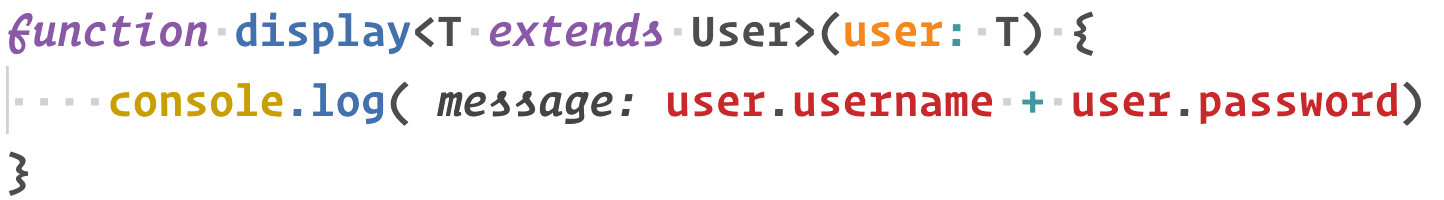 function display<T extends User>(user: T) {
    console.log( message: user.username + user.password)
}